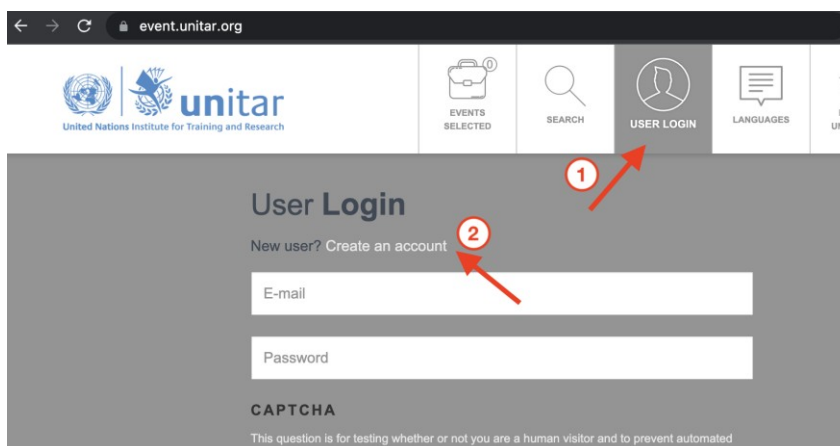 event.unitar.org
unitar
United Nations Institute for Training and Research
0
EVENTS
SELECTED
SEARCH
USER LOGIN
LANGUAGES
1
User Login
New user? Create an account
2
E-mail
Password
CAPTCHA
This question is for testing whether or not you are a human visitor and to prevent automated